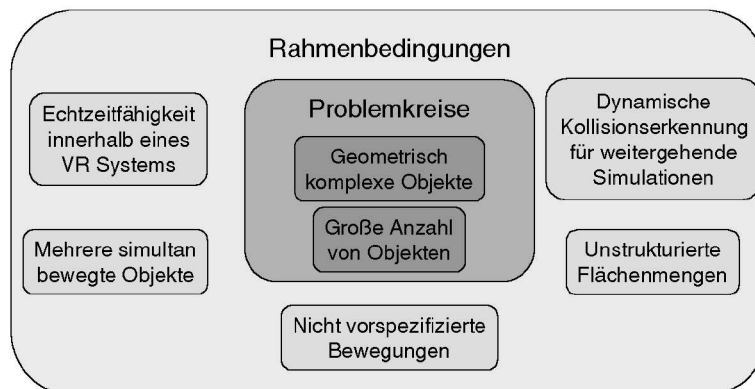 Rahmenbedingungen
Echtzeitfähigkeit
innerhalb eines
VR Systems
Problemkreise
Geometrisch
komplexe Objekte
Große Anzahl
von Objekten
Dynamische
Kollisionserkennung
für weitergehende
Simulationen
Mehrere simultan
bewegte Objekte
Unstrukturierte
Flächenmengen
Nicht vorspezifizierte
Bewegungen